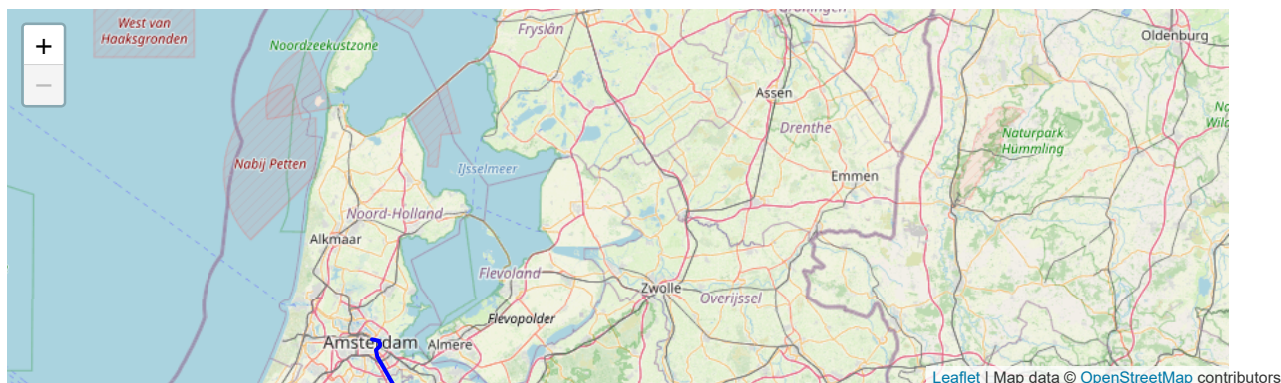 West van
Haaksgronden
+
−
Noordzeekustzone
Fryslân
Oldenburg
Assen
Drenthe
Naturpark
Hümmling
Nabij Petten
IJsselmeer
Emmen
Noord-Holland
Alkmaar
Flevoland
Zwolle
Overijssel
Flevopolder
Amsterdam
Almere
Leaflet | Map data © OpenStreetMap contributors